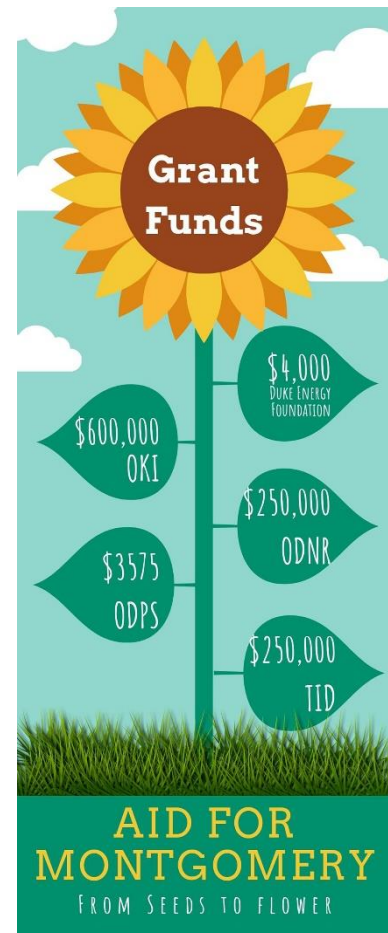 Grant
Funds
$4,000
DUKE ENERGY
FOUNDATION
$600,000
OKI
$250,000
ODNR
$3575
ODPS
$250,000
TID
AID FOR
MONTGOMERY
FROM SEEDS TO FLOWER